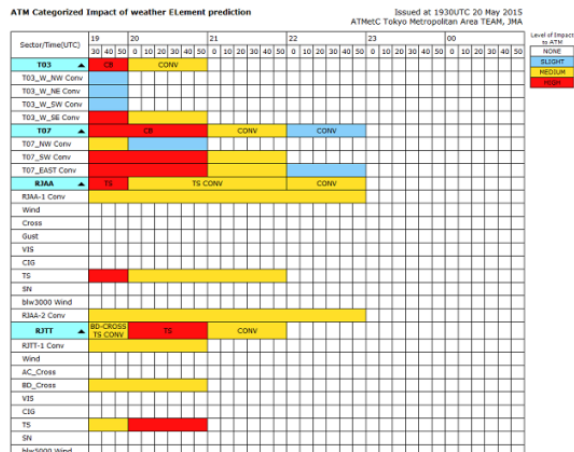 ATM Categorized Impact of weather ELement prediction
Issued at 1930UTC 20 May 2015
ATMetC Tokyo Metropolitan Area TEAM, JMA
Level of Impact to ATM
NONE
SLIGHT
MEDIUM
HIGH
Sector/Time(UTC) 19 20 21 22 23 00
30 40 50 0 10 20 30 40 50 0 10 20 30 40 50 0 10 20 30 40 50 0 10 20 30 40 50 0 10 20 30 40 50
T03 ▲ CB CONV
T03_W_NW Conv
T03_W_NE Conv
T03_W_SW Conv
T03_W_SE Conv
T07 ▲ CB CONV CONV
T07_NW Conv
T07_SW Conv
T07_EAST Conv
RJAA ▲ TS TS CONV CONV
RJAA-1 Conv
Wind
Cross
Gust
VIS
CIG
TS
SN
blw3000 Wind
RJAA-2 Conv
RJTT ▲ BD-CROSS TS CONV TS CONV
RJTT-1 Conv
Wind
AC_Cross
BD_Cross
VIS
CIG
TS
SN
blw3000 Wind